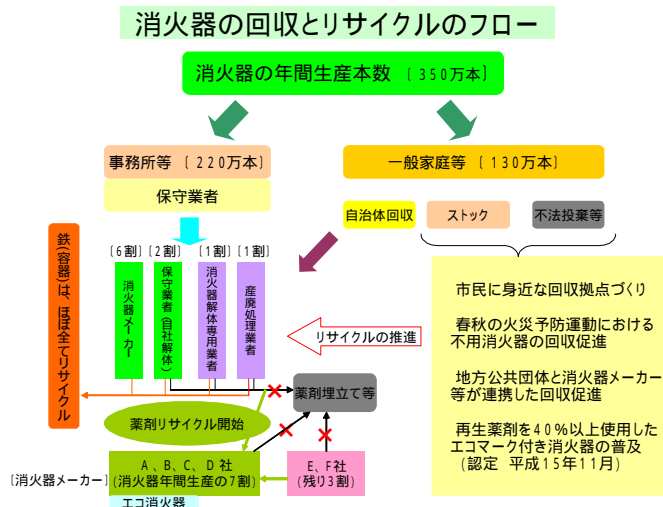 消火器の回収とリサイクルのフロー
消火器の年間生産本数 〔350万本〕
事務所等 〔220万本〕
一般家庭等〔130万本〕
保守業者
自治体回収
ストック
不法投棄等
〔6割〕
〔2割〕
〔1割〕
〔1割〕
鉄(容器)は、ほぼ全てリサイクル
消火器メーカー
保守業者(自社解体)
消火器解体専用業者
産廃処理業者
リサイクルの推進
市民に身近な回収拠点づくり
春秋の火災予防運動における
不用消火器の回収促進
地方公共団体と消火器メーカー
等が連携した回収促進
再生薬剤を40%以上使用した
エコマーク付き消火器の普及
(認定 平成15年11月)
薬剤埋立て等
薬剤リサイクル開始
〔消火器メーカー〕
A、B、C、D社
(消火器年間生産の7割)
E、F社
(残り3割)
エコ消火器